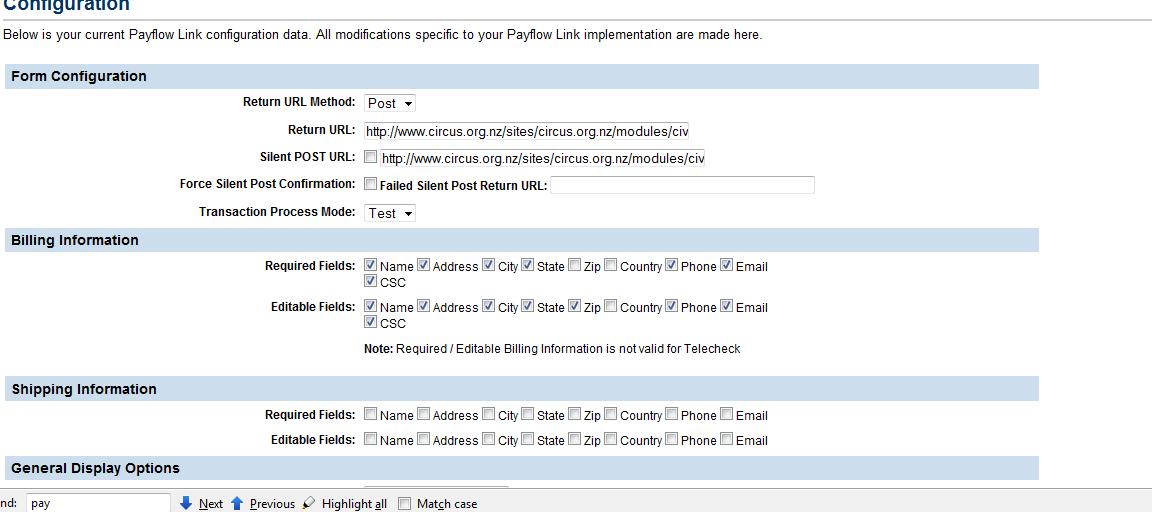 Configuration
Below is your current Payflow Link configuration data. All modifications specific to your Payflow Link implementation are made here.
Form Configuration
Return URL Method: Post
Return URL: http://www.circus.org.nz/sites/circus.org.nz/modules/civ
Silent POST URL: http://www.circus.org.nz/sites/circus.org.nz/modules/civ
Force Silent Post Confirmation: Failed Silent Post Return URL:
Transaction Process Mode: Test
Billing Information
Required Fields: Name Address City State Zip Country Phone Email
CSC
Editable Fields: Name Address City State Zip Country Phone Email
CSC
Note: Required / Editable Billing Information is not valid for Telecheck
Shipping Information
Required Fields: Name Address City State Zip Country Phone Email
Editable Fields: Name Address City State Zip Country Phone Email
General Display Options
nd: pay Next Previous Highlight all Match case